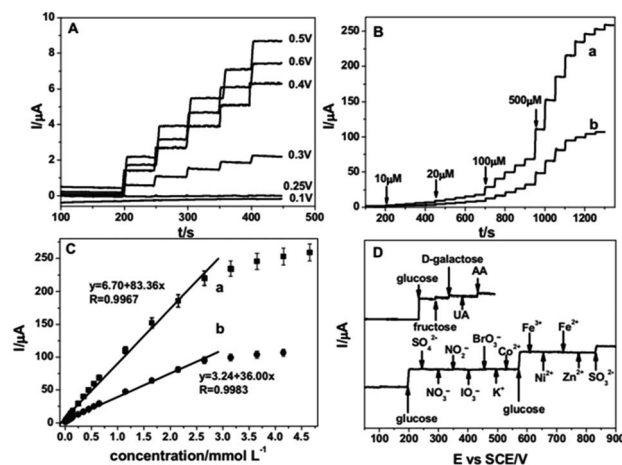 A
I/µA
10
8
6
4
2
0
0.5V
0.6V
0.4V
0.3V
0.25V
0.1V
100 200 300 400 500
t/s
B
I/µA
250
200
150
100
50
0
a
b
10µM
20µM
100µM
500µM
200 400 600 800 1000 1200
t/s
C
I/µA
250
200
150
100
50
0
y=6.70+83.36x
R=0.9967
a
b
y=3.24+36.00x
R=0.9983
0.0 0.5 1.0 1.5 2.0 2.5 3.0 3.5 4.0 4.5
concentration/mmol L⁻¹
D
I/µA
D-galactose
glucose
AA
fructose
UA
SO₄²⁻
NO₂⁻
BrO₃⁻
Co²⁺
Fe³⁺
Fe²⁺
NO₃⁻
IO₃⁻
K⁺
Ni²⁺
Zn²⁺
SO₃²⁻
glucose
glucose
100 200 300 400 500 600 700 800 900
E vs SCE/V